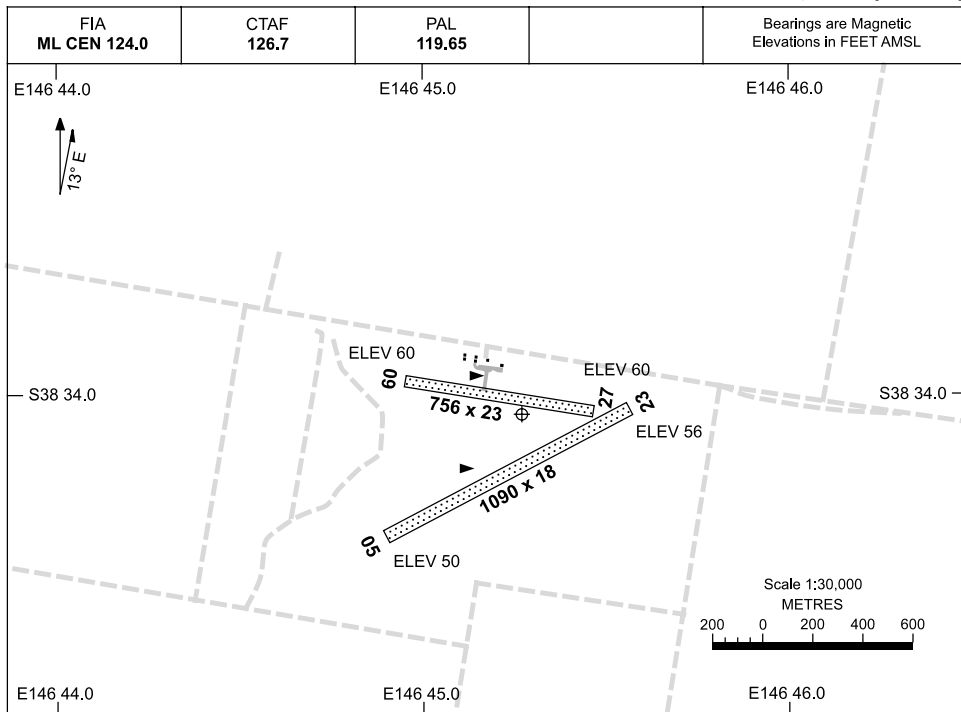 FIA
ML CEN 124.0
CTAF
126.7
PAL
119.65
Bearings are Magnetic
Elevations in FEET AMSL
E146 44.0
E146 45.0
E146 46.0
13° E
ELEV 60
ELEV 60
S38 34.0
S38 34.0
09
756 x 23
27
23
ELEV 56
1090 x 18
05
ELEV 50
Scale 1:30,000
METRES
200 0 200 400 600
E146 44.0
E146 45.0
E146 46.0